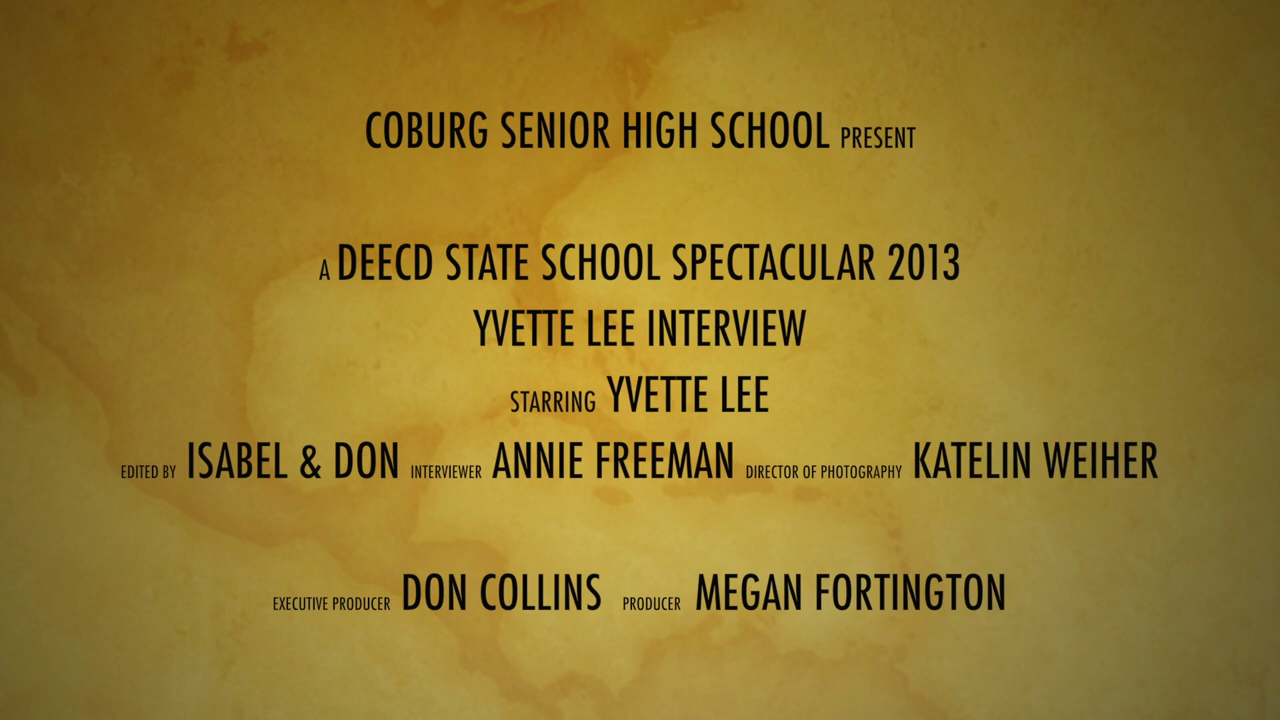 COBURG SENIOR HIGH SCHOOL PRESENT
A DEECD STATE SCHOOL SPECTACULAR 2013
YVETTE LEE INTERVIEW
STARRING YVETTE LEE
EDITED BY ISABEL & DON INTERVIEWER ANNIE FREEMAN DIRECTOR OF PHOTOGRAPHY KATELIN WEIHER
EXECUTIVE PRODUCER DON COLLINS PRODUCER MEGAN FORTINGTON